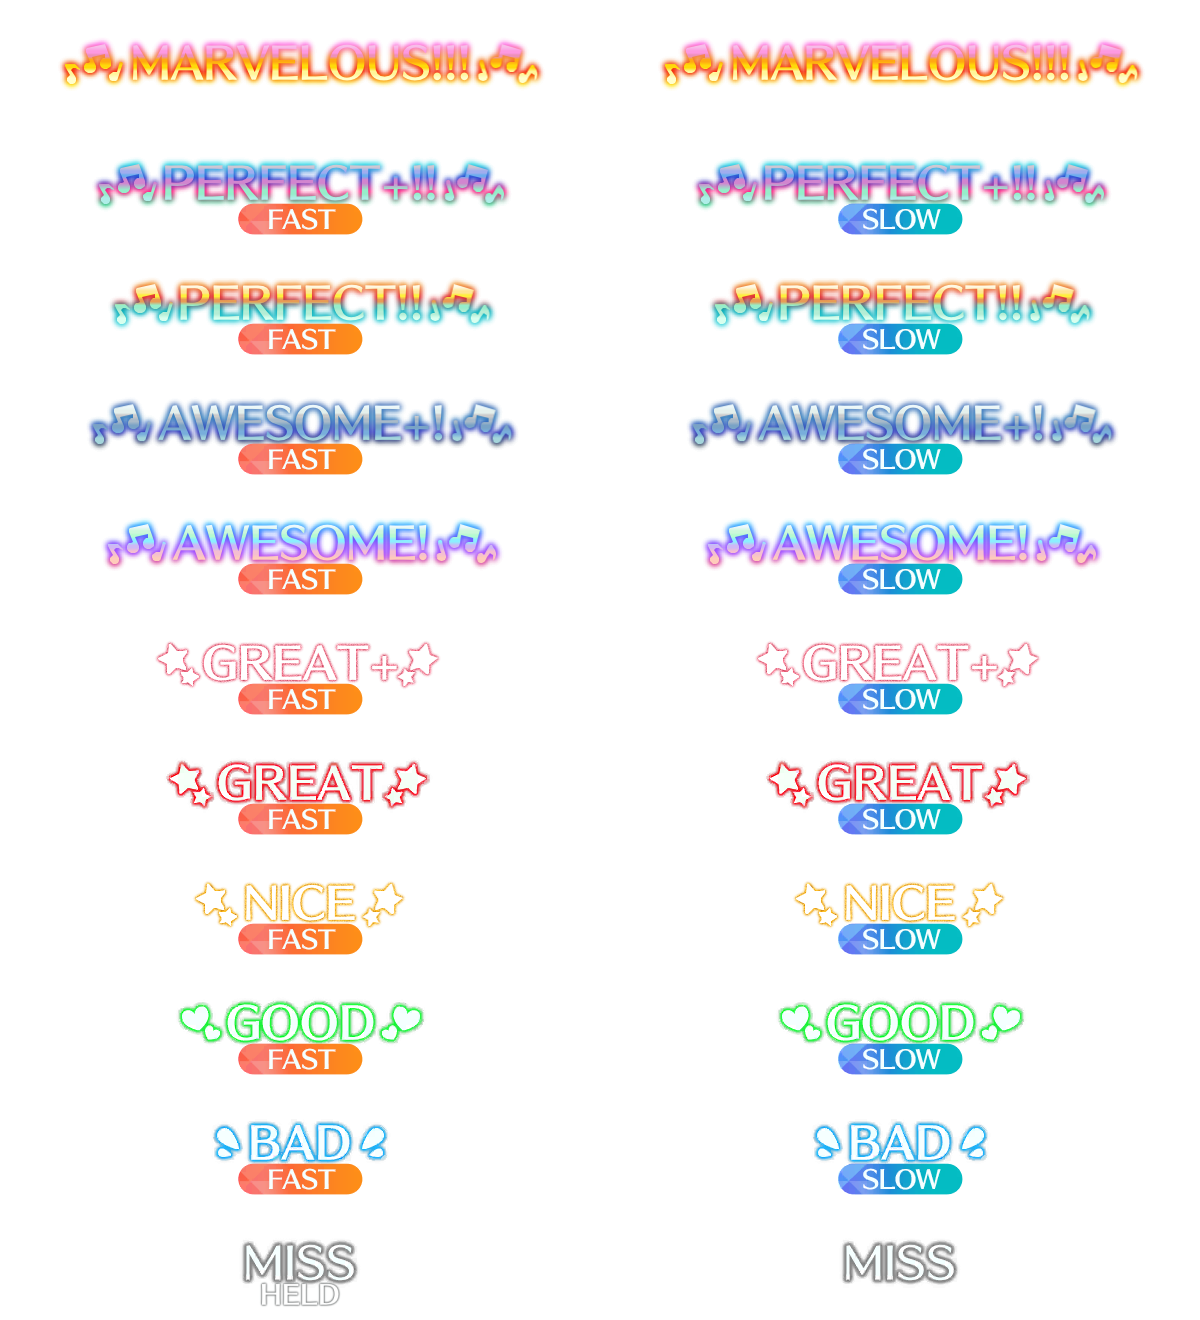 MARVELOUS!!! MARVELOUS!!!
PERFECT+!! PERFECT+!!
FAST SLOW
PERFECT!! PERFECT!!
FAST SLOW
AWESOME+! AWESOME+!
FAST SLOW
AWESOME! AWESOME!
FAST SLOW
GREAT+ GREAT+
FAST SLOW
GREAT GREAT
FAST SLOW
NICE NICE
FAST SLOW
GOOD GOOD
FAST SLOW
BAD BAD
FAST SLOW
MISS MISS
HELD